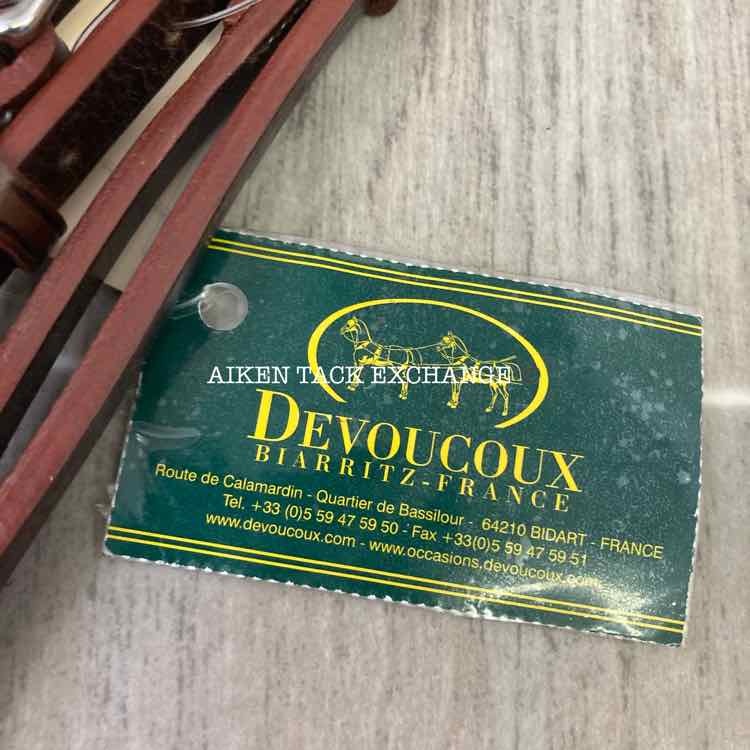 AIKEN TACK EXCHANGE
DEVOUCOUX
BIARRITZ-FRANCE
Route de Calamardin - Quartier de Bassilour - 64210 BIDART - FRANCE
Tel. +33 (0)5 59 47 59 50 - Fax +33(0)5 59 47 59 51
www.devoucoux.com - www.occasions.devoucoux.com